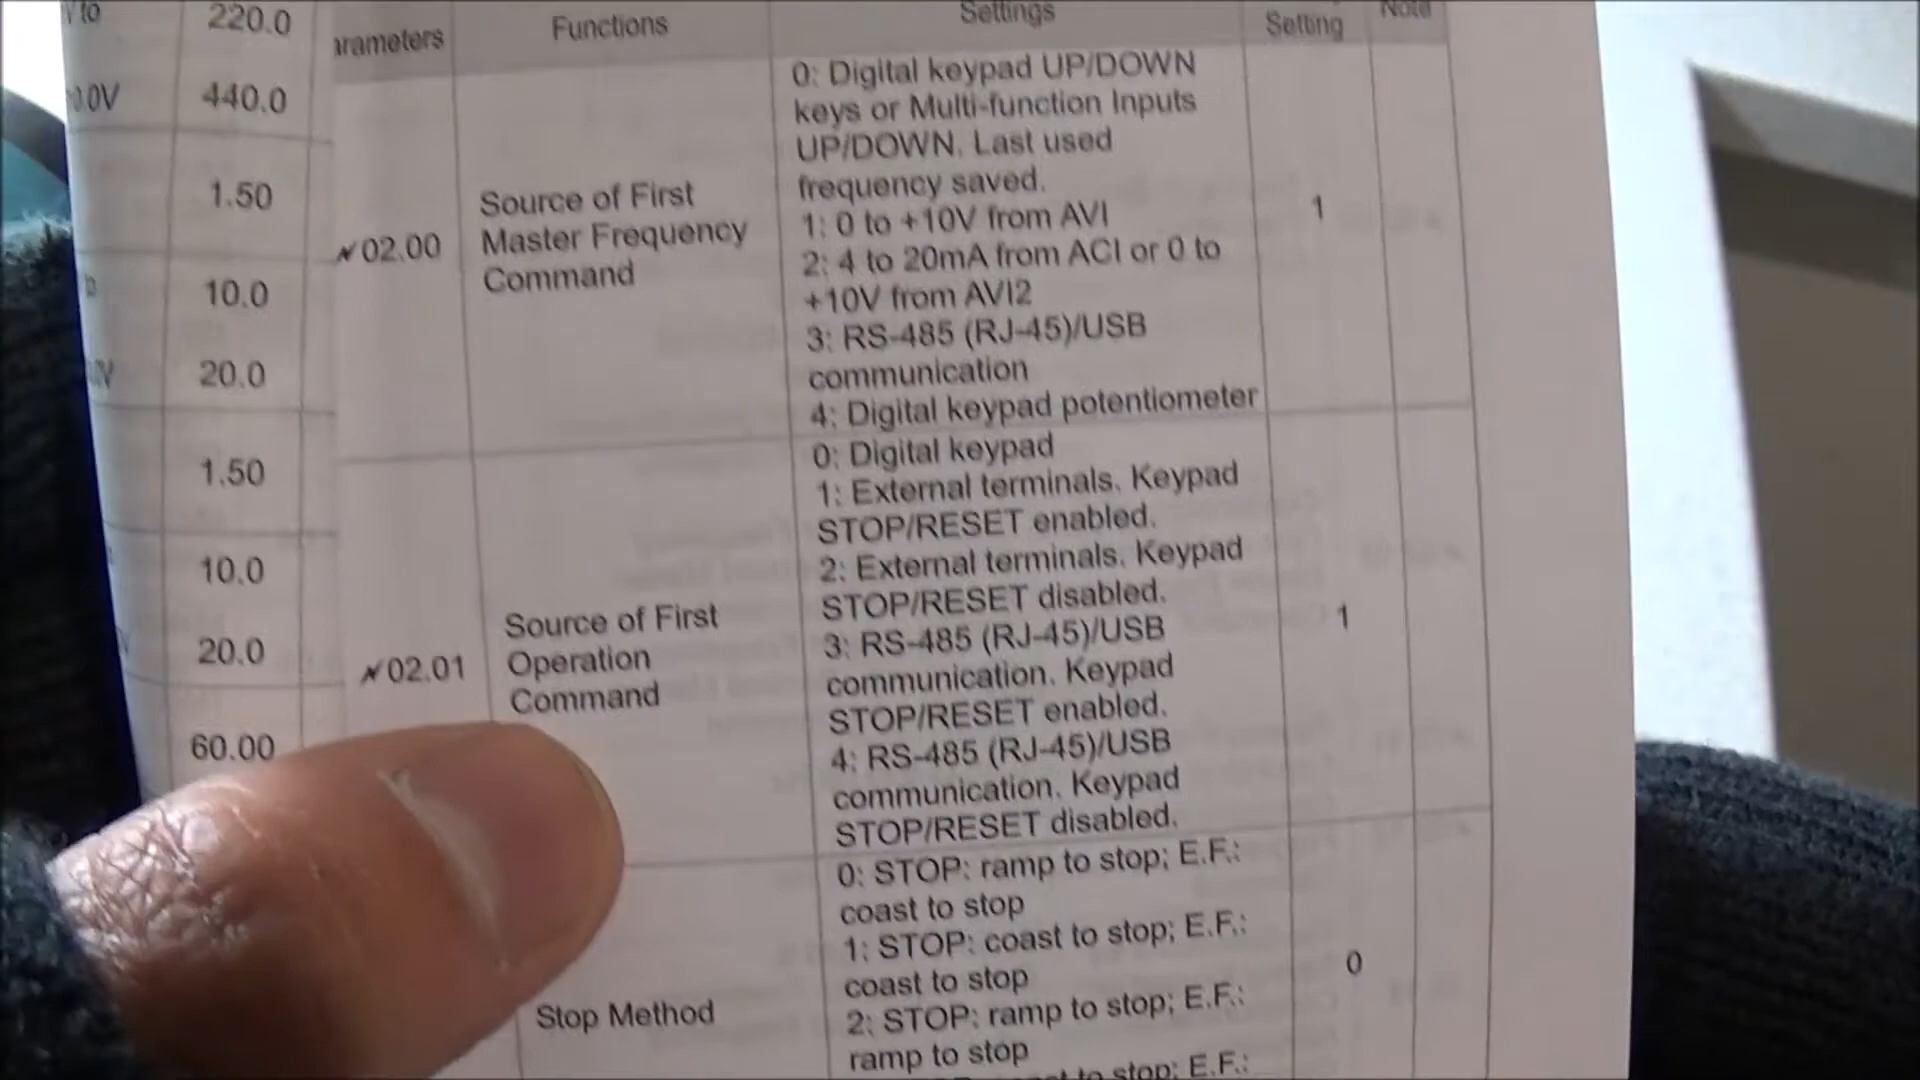 220.0
440.0
1.50
10.0
20.0
1.50
10.0
20.0
60.00
arameters Functions Settings Setting Note
02.00
Source of First
Master Frequency
Command
0: Digital keypad UP/DOWN
keys or Multi-function Inputs
UP/DOWN. Last used
frequency saved.
1: 0 to +10V from AVI
2: 4 to 20mA from ACI or 0 to
+10V from AVI2
3: RS-485 (RJ-45)/USB
communication
4: Digital keypad potentiometer
1
02.01
Source of First
Operation
Command
0: Digital keypad
1: External terminals. Keypad
STOP/RESET enabled.
2: External terminals. Keypad
STOP/RESET disabled.
3: RS-485 (RJ-45)/USB
communication. Keypad
STOP/RESET enabled.
4: RS-485 (RJ-45)/USB
communication. Keypad
STOP/RESET disabled.
1
Stop Method
0: STOP: ramp to stop; E.F.:
coast to stop
1: STOP: coast to stop; E.F.:
coast to stop
2: STOP: ramp to stop; E.F.:
ramp to stop
to stop; E.F.:
0